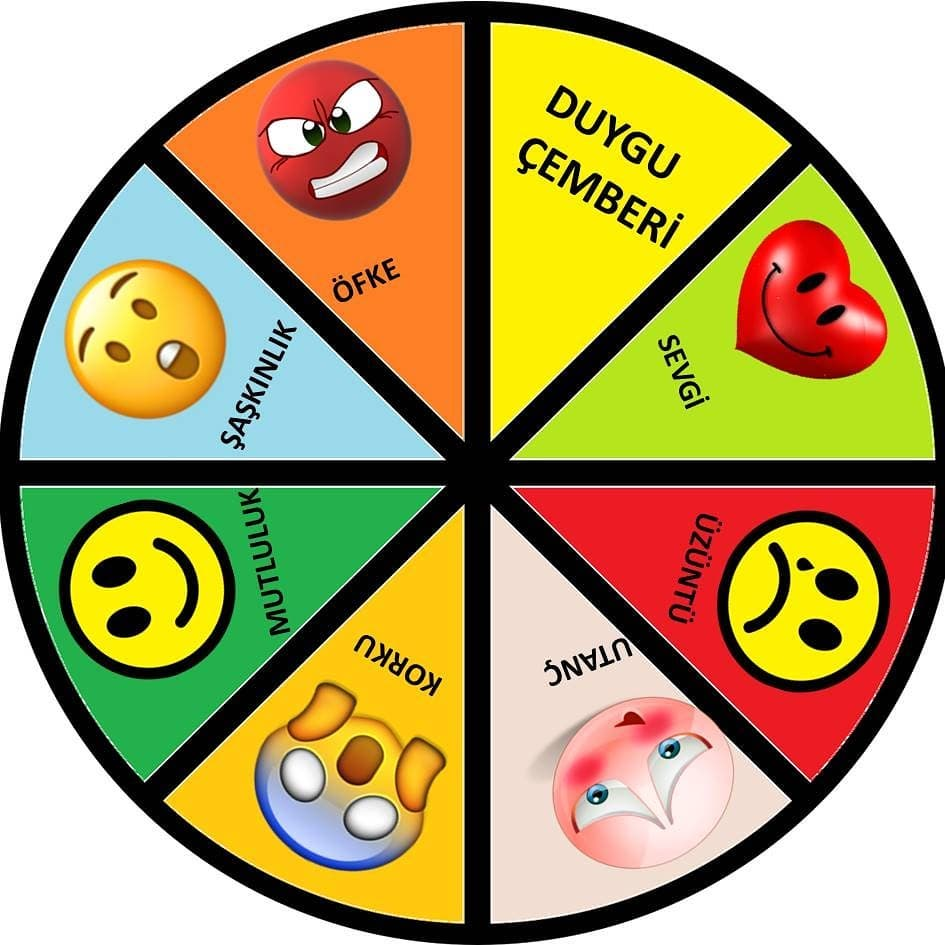 DUYGU
ÇEMBERİ
SEVGİ
ÜZÜNTÜ
UTANÇ
KORKU
MUTLULUK
ŞAŞKINLIK
ÖFKE